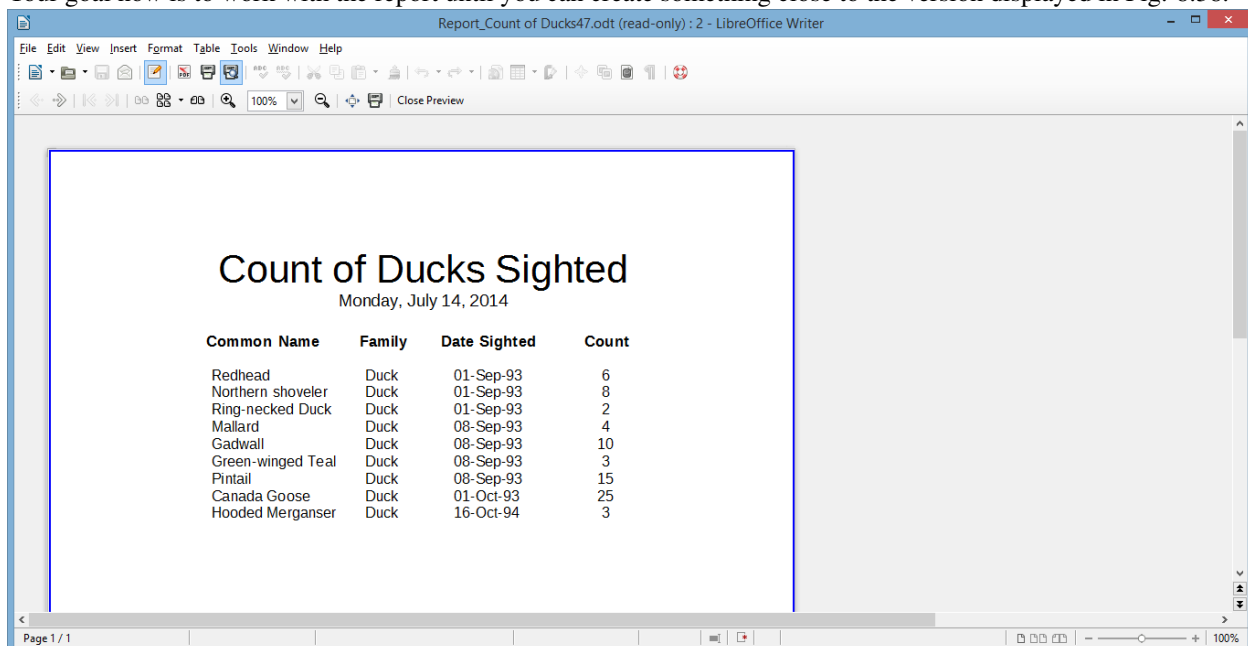 Your goal now is to work with the report until you can create something close to the version displayed in Fig. 6.58.
Report_Count of Ducks47.odt (read-only) : 2 - LibreOffice Writer
File Edit View Insert Format Table Tools Window Help
100% Close Preview
Count of Ducks Sighted
Monday, July 14, 2014
Common Name Family Date Sighted Count
Redhead Duck 01-Sep-93 6
Northern shoveler Duck 01-Sep-93 8
Ring-necked Duck Duck 01-Sep-93 2
Mallard Duck 08-Sep-93 4
Gadwall Duck 08-Sep-93 10
Green-winged Teal Duck 08-Sep-93 3
Pintail Duck 08-Sep-93 15
Canada Goose Duck 01-Oct-93 25
Hooded Merganser Duck 16-Oct-94 3
Page 1 / 1 100%